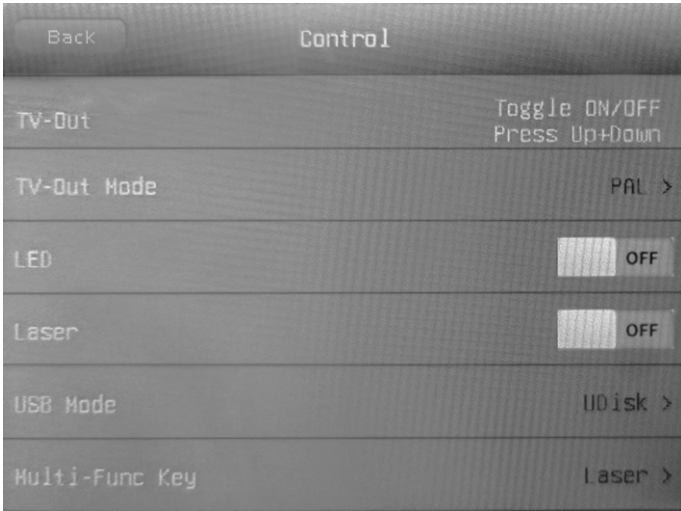 Back
Control
TV-Out
Toggle ON/OFF
Press Up+Down
TV-Out Mode
PAL >
LED
OFF
Laser
OFF
USB Mode
UDisk >
Multi-Func Key
Laser >